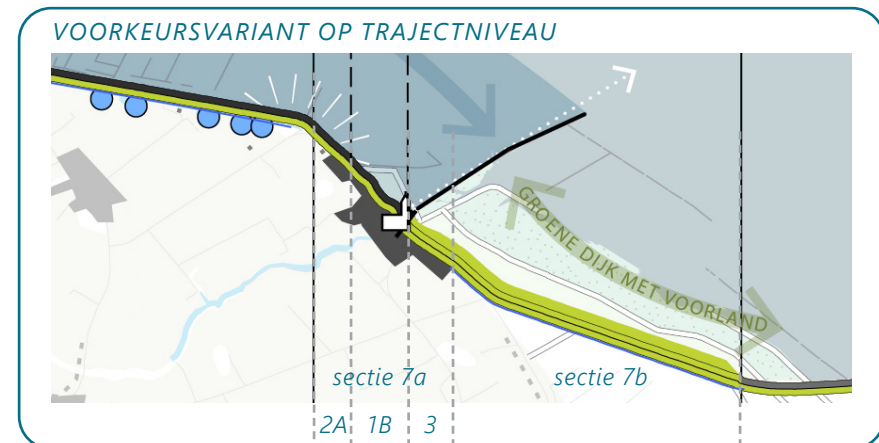 VOORKEURSVARIANT OP TRAJECTNIVEAU
GROENE DIJK MET VOORLAND
sectie 7a
sectie 7b
2A
1B
3